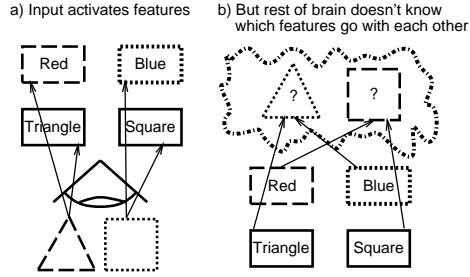 a) Input activates features
b) But rest of brain doesn't know
which features go with each other
Red
Blue
Triangle
Square
?
?
Red
Blue
Triangle
Square